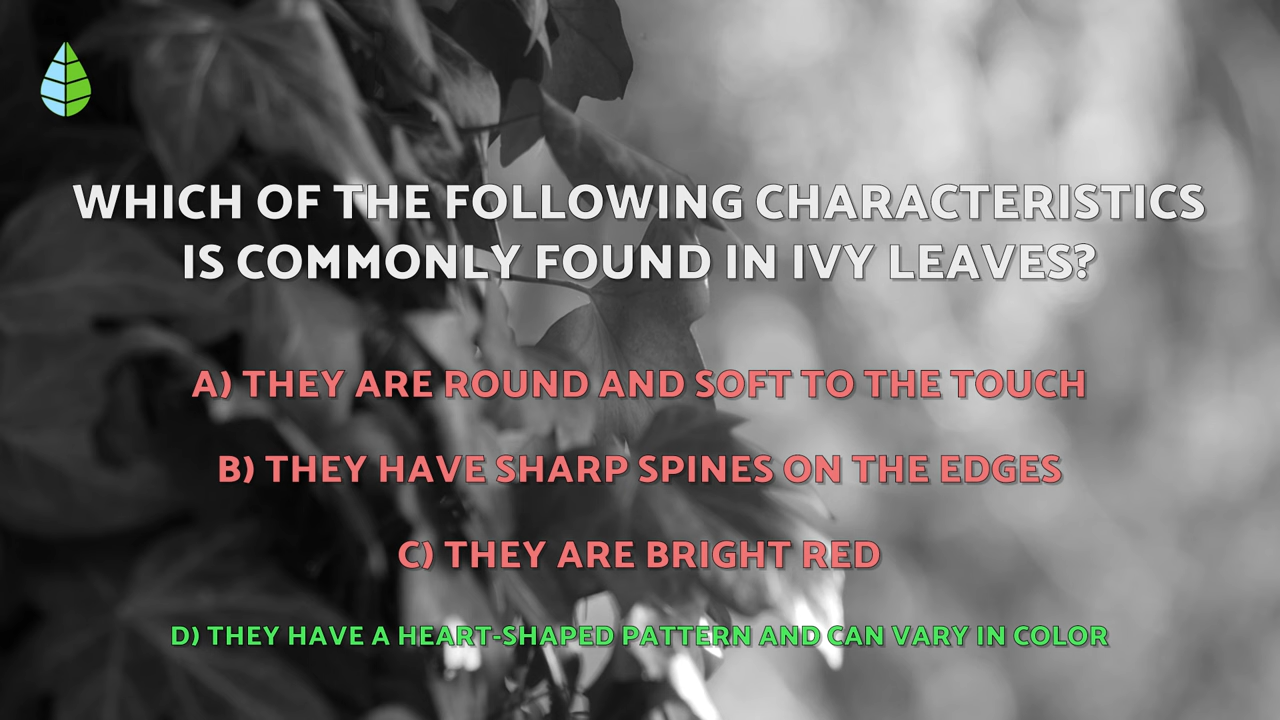 WHICH OF THE FOLLOWING CHARACTERISTICS
IS COMMONLY FOUND IN IVY LEAVES?
A) THEY ARE ROUND AND SOFT TO THE TOUCH
B) THEY HAVE SHARP SPINES ON THE EDGES
C) THEY ARE BRIGHT RED
D) THEY HAVE A HEART-SHAPED PATTERN AND CAN VARY IN COLOR